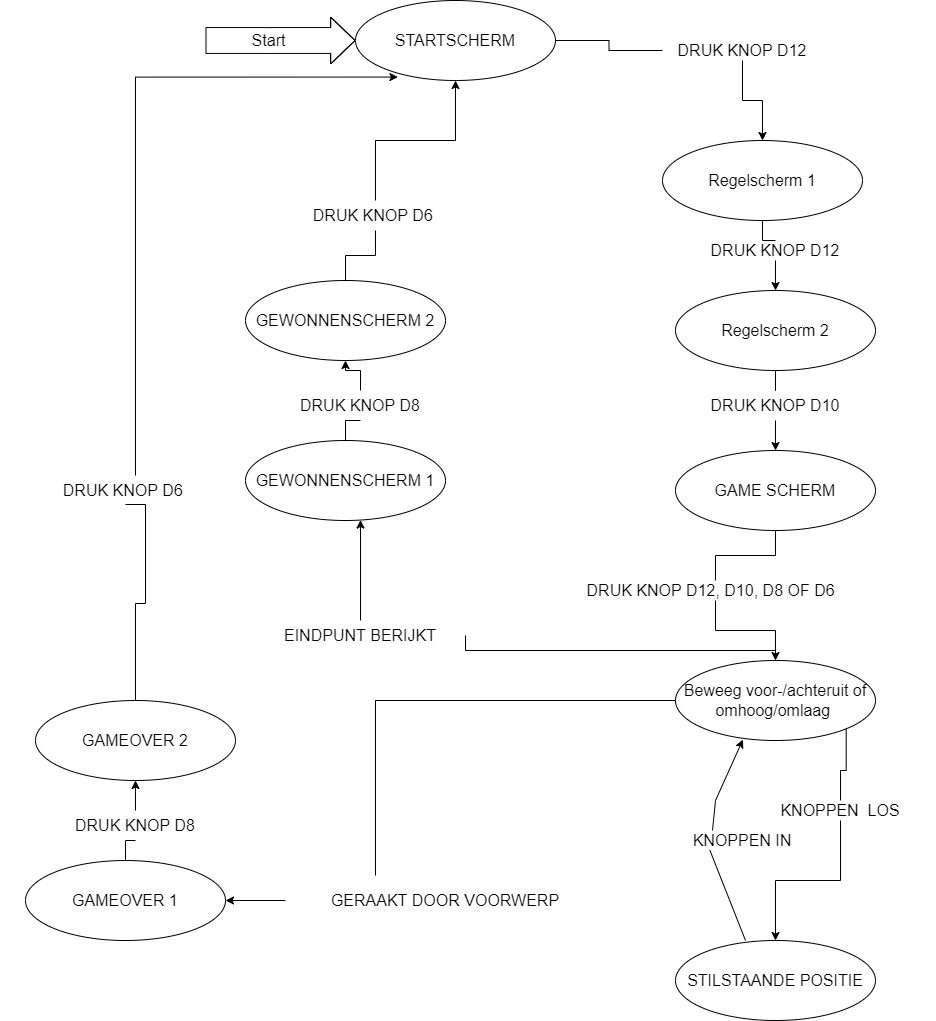 Start
STARTSCHERM
DRUK KNOP D12
Regelscherm 1
DRUK KNOP D6
DRUK KNOP D12
GEWONNENSCHERM 2
Regelscherm 2
DRUK KNOP D8
DRUK KNOP D10
GEWONNENSCHERM 1
DRUK KNOP D6
GAME SCHERM
DRUK KNOP D12, D10, D8 OF D6
EINDPUNT BERIJKT
Beweeg voor-/achteruit of
omhoog/omlaag
GAMEOVER 2
KNOPPEN LOS
DRUK KNOP D8
KNOPPEN IN
GAMEOVER 1
GERAAKT DOOR VOORWERP
STILSTAANDE POSITIE